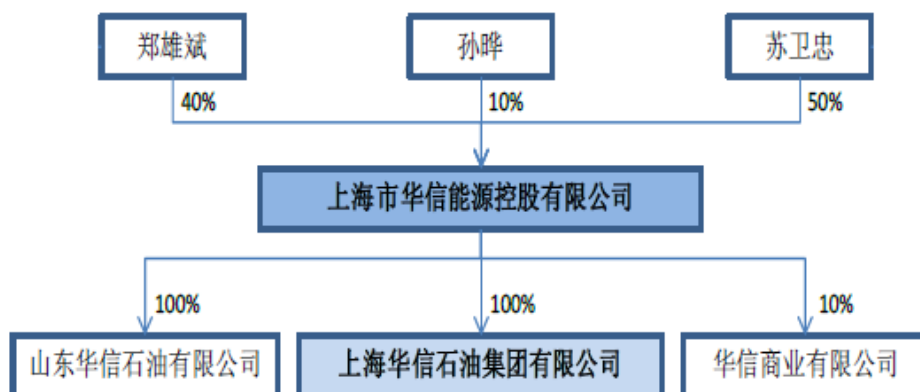 郑雄斌 孙晔 苏卫忠
40% 10% 50%
上海市华信能源控股有限公司
100% 100% 10%
山东华信石油有限公司 上海华信石油集团有限公司 华信商业有限公司